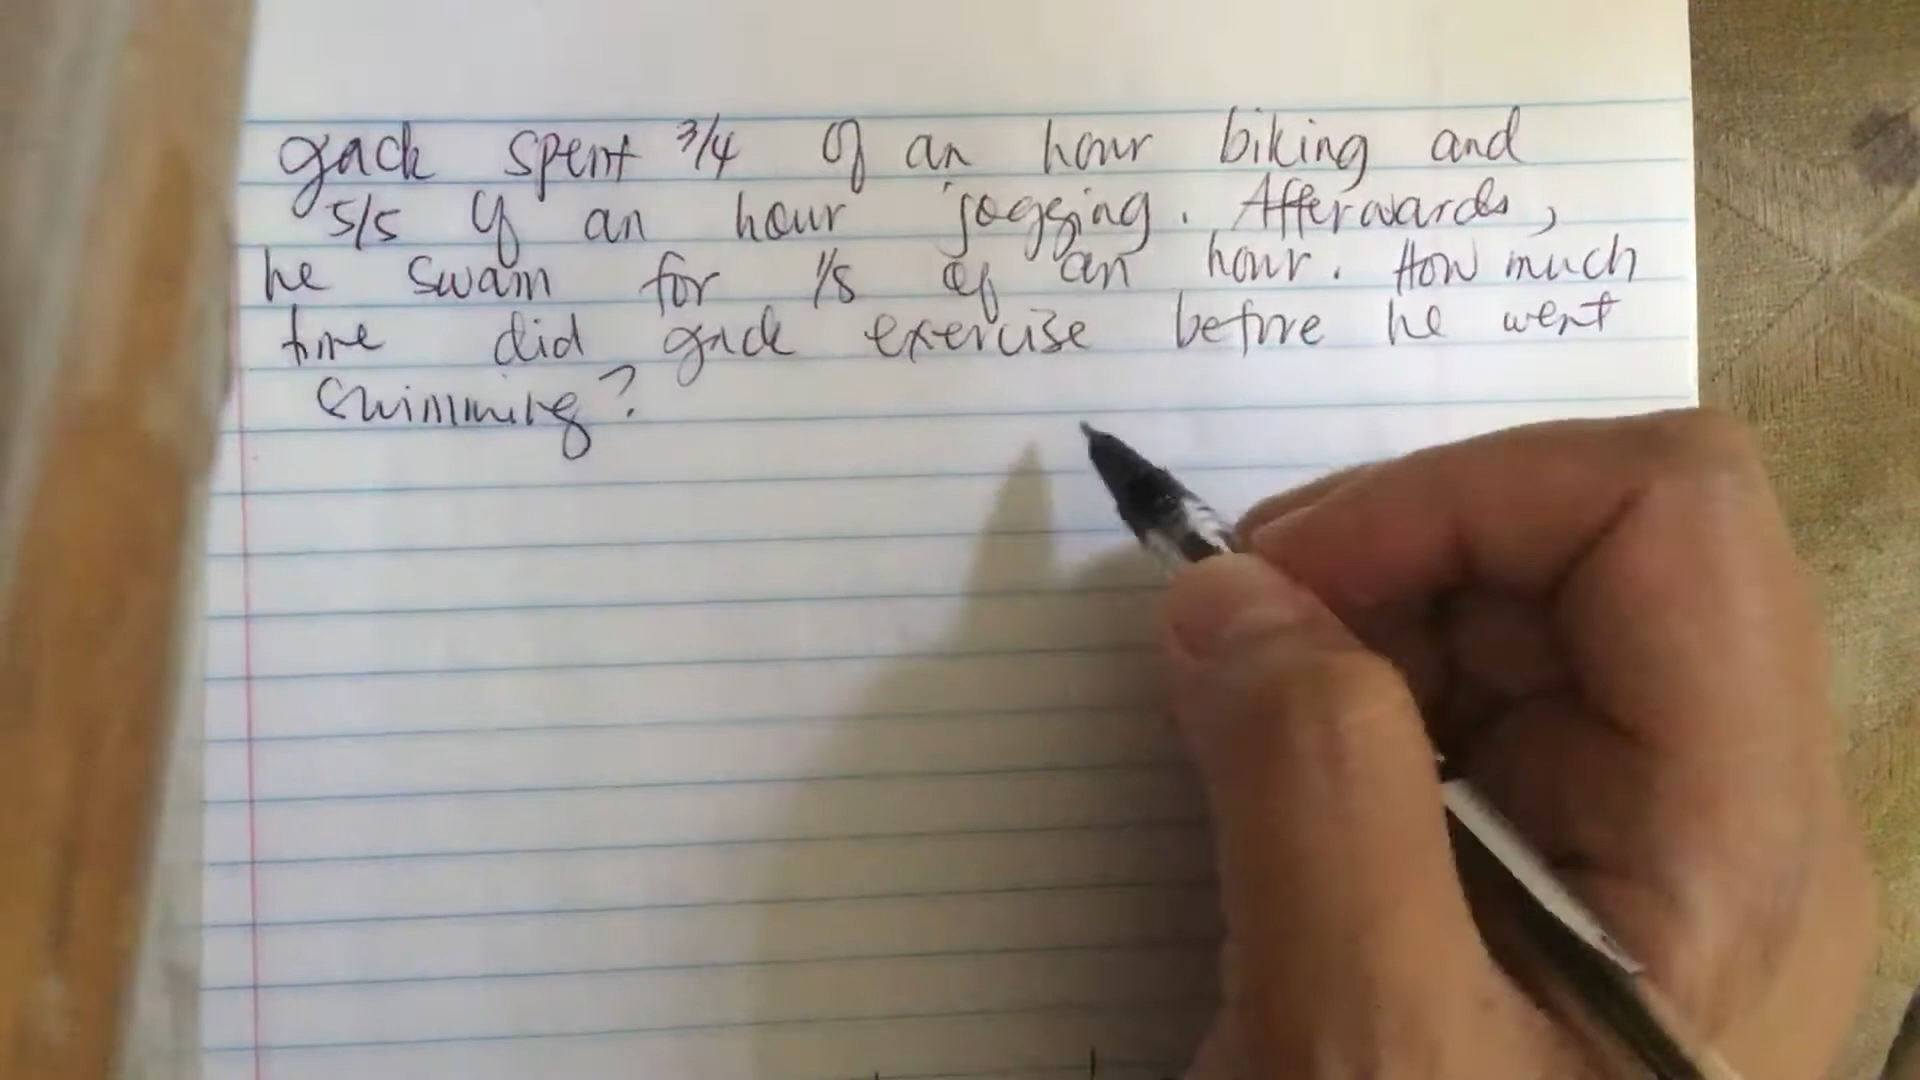 Jack spent 3/4 of an hour biking and
5/5 of an hour jogging. Afterwards,
he swam for 1/5 of an hour. How much
time did Jack exercise before he went
swimming?